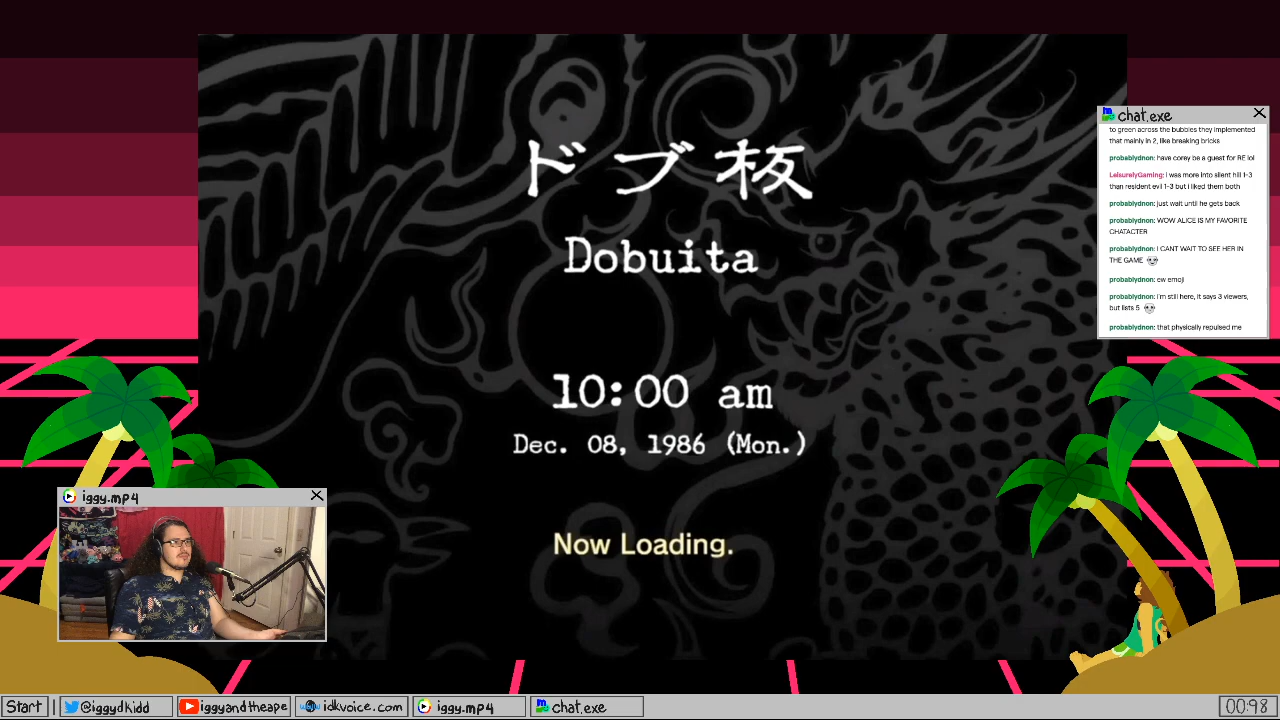 ドブ板
Dobuita
10:00 am
Dec. 08, 1986 (Mon.)
Now Loading.
chat.exe
to green across the bubbles they implemented
that mainly in 2, like breaking bricks
probablydnon: have corey be a guest for RE lol
LeisurelyGaming: i was more into silent hill 1-3
than resident evil 1-3 but i liked them both
probablydnon: just wait until he gets back
probablydnon: WOW ALICE IS MY FAVORITE
CHATACTER
probablydnon: I CANT WAIT TO SEE HER IN
THE GAME
probablydnon: ew emoji
probablydnon: i'm still here, it says 3 viewers,
but lists 5
probablydnon: that physically repulsed me
iggy.mp4
Start
@iggydkidd
iggyandtheape
www idkvoice.com
iggy.mp4
chat.exe
00:98